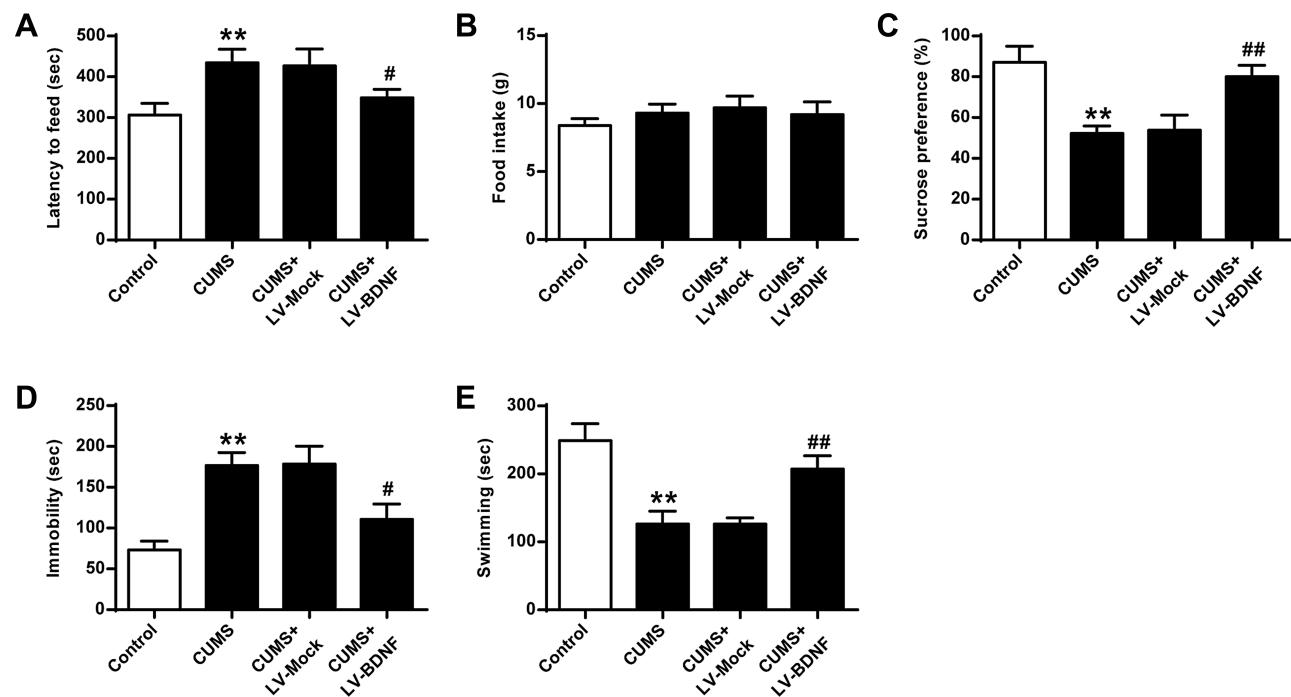 A
Latency to feed (sec)
500
400
300
200
100
0
**
#
Control
CUMS
CUMS+
LV-Mock
CUMS+
LV-BDNF
B
Food intake (g)
15
10
5
0
Control
CUMS
CUMS+
LV-Mock
CUMS+
LV-BDNF
C
Sucrose preference (%)
100
80
60
40
20
0
**
##
Control
CUMS
CUMS+
LV-Mock
CUMS+
LV-BDNF
D
Immobility (sec)
250
200
150
100
50
0
**
#
Control
CUMS
CUMS+
LV-Mock
CUMS+
LV-BDNF
E
Swimming (sec)
300
200
100
0
**
##
Control
CUMS
CUMS+
LV-Mock
CUMS+
LV-BDNF